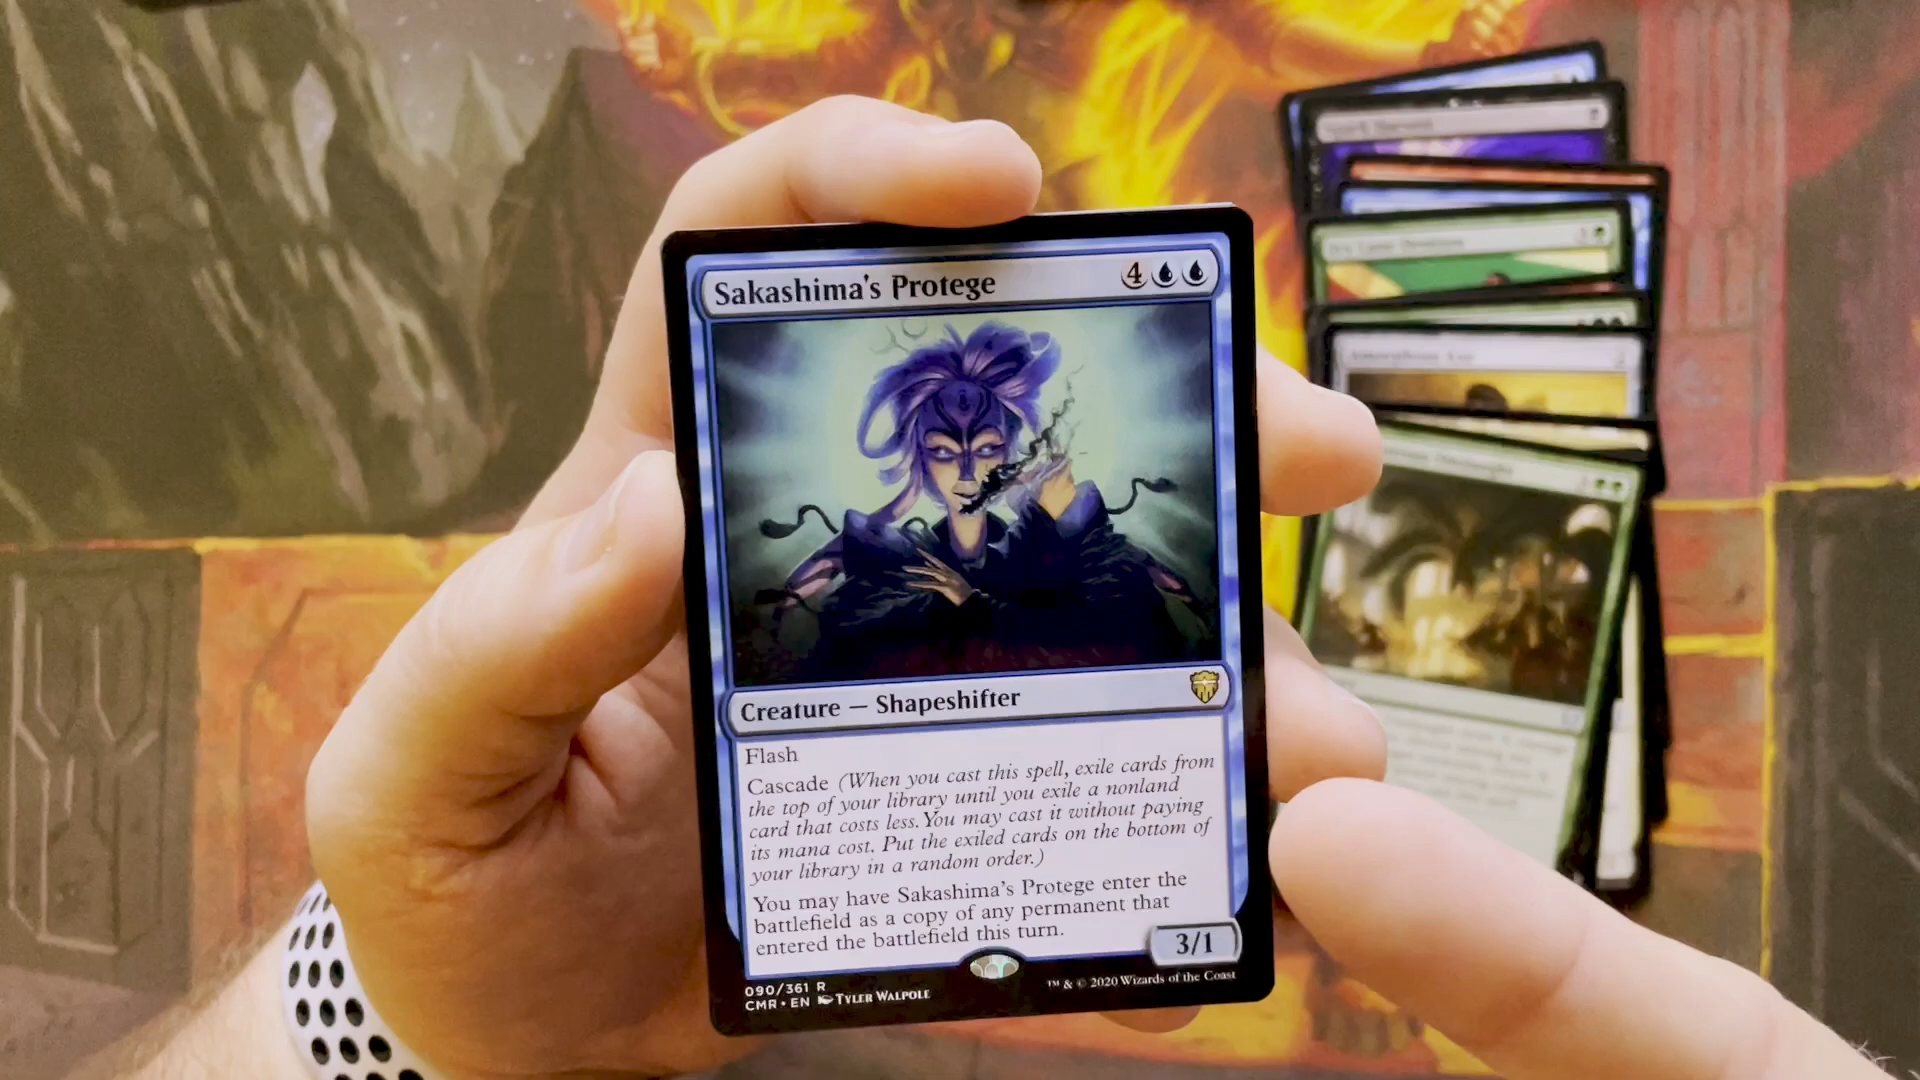 Sakashima's Protege 4
Creature — Shapeshifter
Flash
Cascade (When you cast this spell, exile cards from
the top of your library until you exile a nonland
card that costs less. You may cast it without paying
its mana cost. Put the exiled cards on the bottom of
your library in a random order.)
You may have Sakashima's Protege enter the
battlefield as a copy of any permanent that
entered the battlefield this turn.
3/1
090/361 R
CMR • EN Tyler Walpole
™ & © 2020 Wizards of the Coast